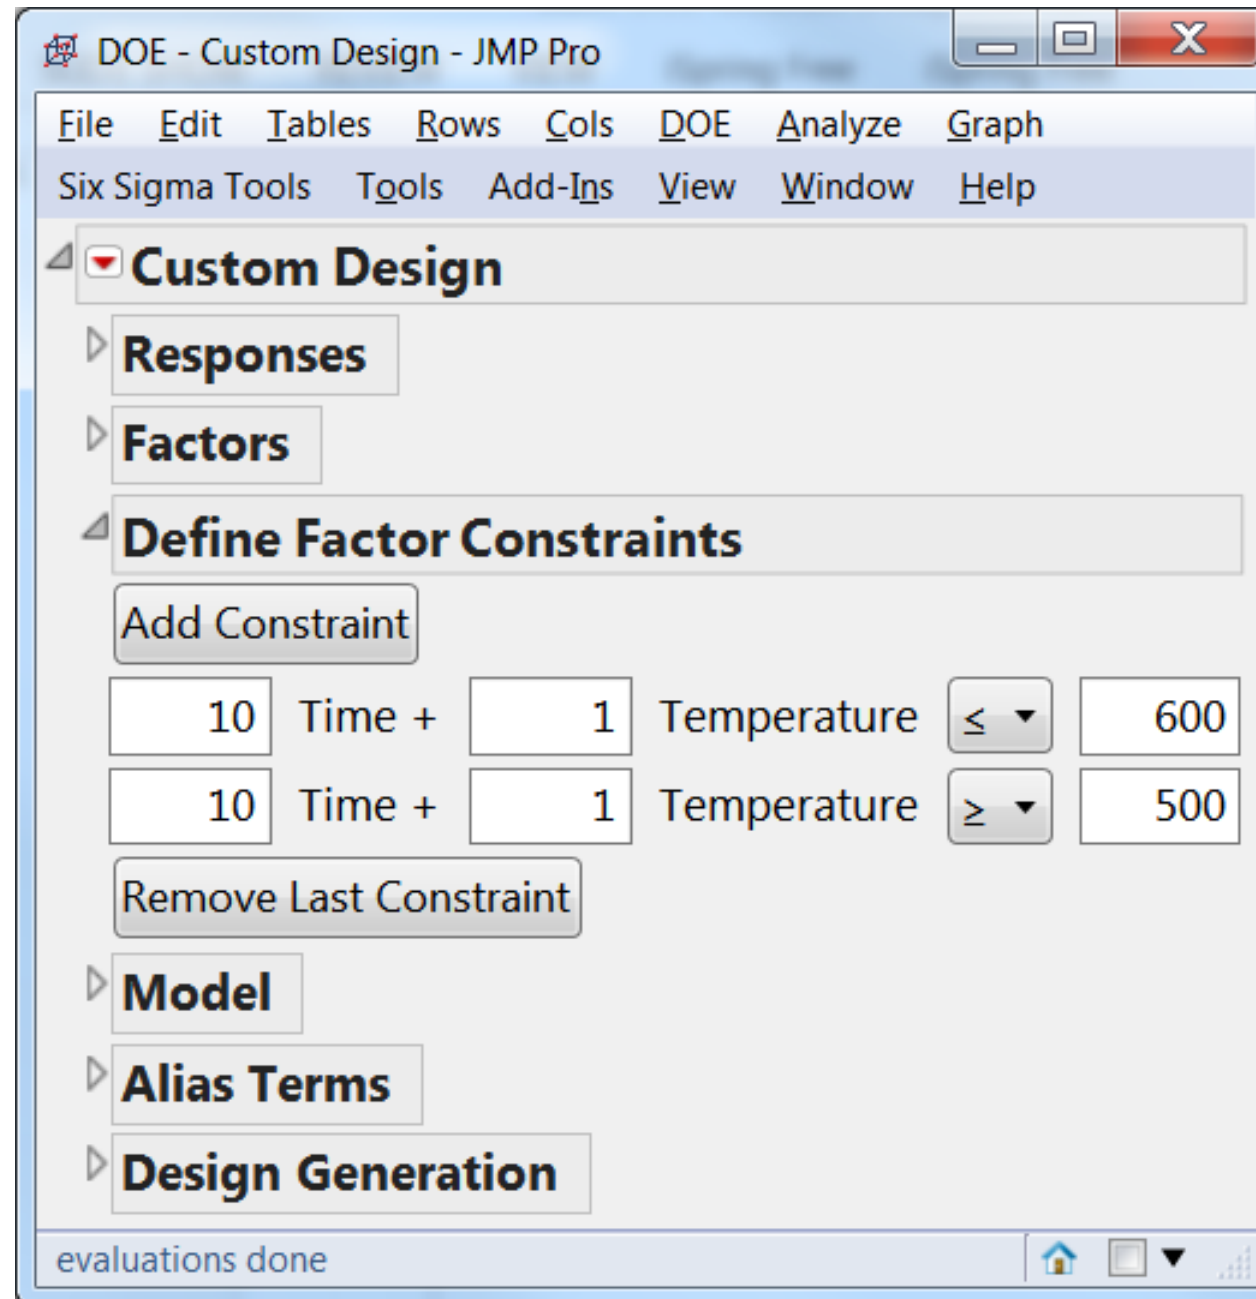 DOE - Custom Design - JMP Pro
File Edit Tables Rows Cols DOE Analyze Graph
Six Sigma Tools Tools Add-Ins View Window Help
Custom Design
Responses
Factors
Define Factor Constraints
Add Constraint
10 Time + 1 Temperature ≤ 600
10 Time + 1 Temperature ≥ 500
Remove Last Constraint
Model
Alias Terms
Design Generation
evaluations done